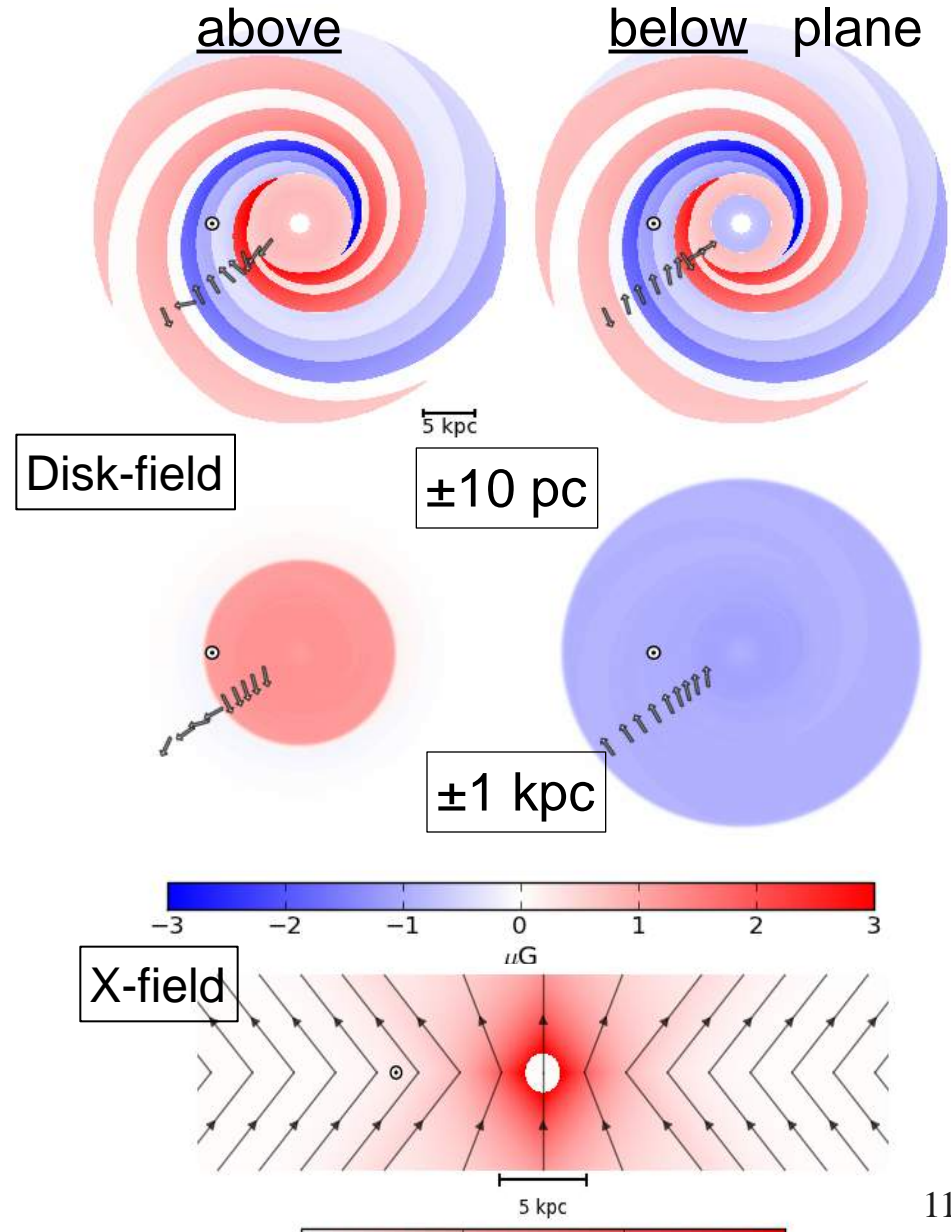 above below plane
5 kpc
Disk-field
±10 pc
±1 kpc
−3 −2 −1 0 1 2 3
μG
X-field
5 kpc
11